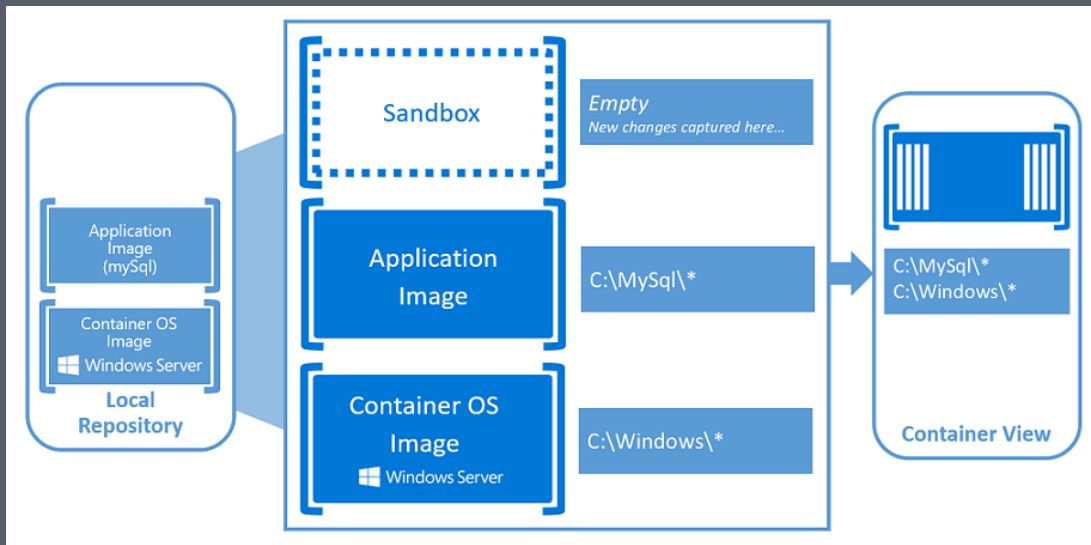 Application
Image
(mySql)
Container OS
Image
Windows Server
Local
Repository
Sandbox
Empty
New changes captured here...
Application
Image
C:\MySql\*
Container OS
Image
Windows Server
C:\Windows\*
C:\MySql\*
C:\Windows\*
Container View